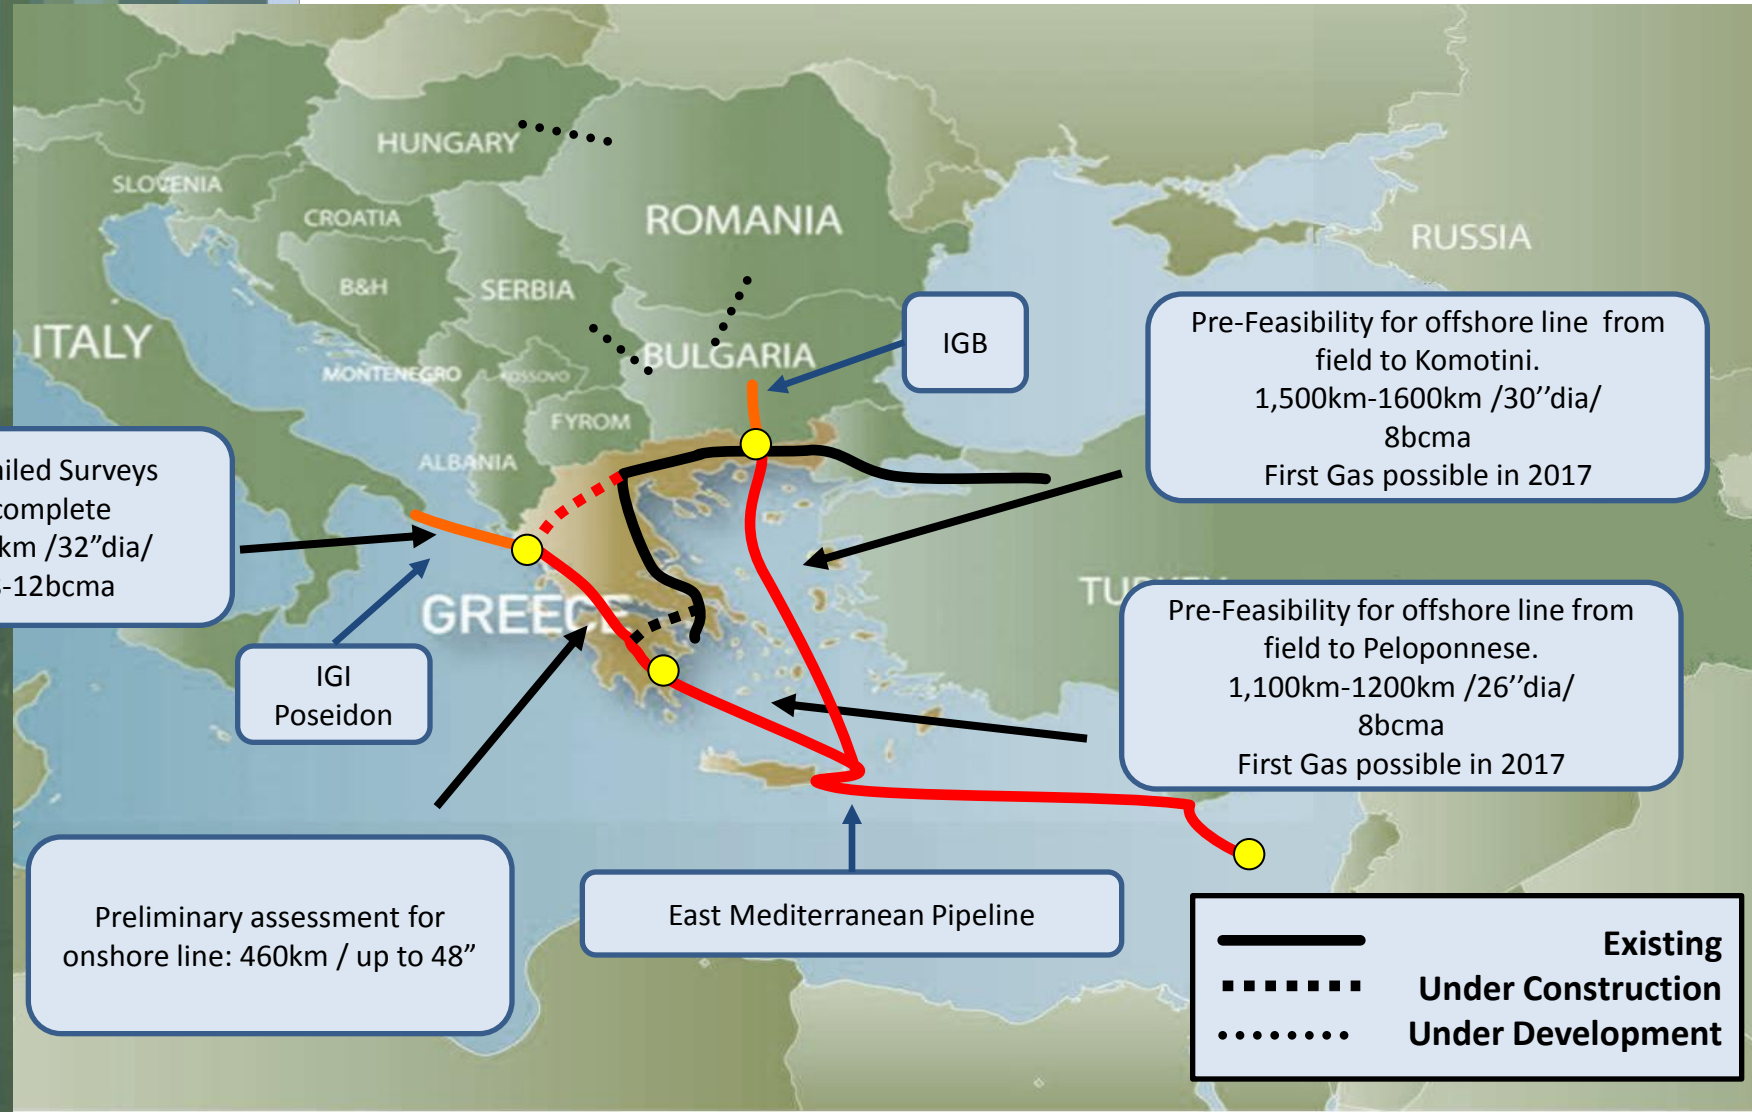 HUNGARY
SLOVENIA
CROATIA
ROMANIA
RUSSIA
B&H
SERBIA
ITALY
BULGARIA
MONTENEGRO
KOSSOVO
FYROM
ALBANIA
GREECE
IGB
Pre-Feasibility for offshore line from
field to Komotini.
1,500km-1600km /30’’dia/
8bcma
First Gas possible in 2017
Surveys
complete
km /32”dia/
-12bcma
IGI
Poseidon
Pre-Feasibility for offshore line from
field to Peloponnese.
1,100km-1200km /26’’dia/
8bcma
First Gas possible in 2017
Preliminary assessment for
onshore line: 460km / up to 48”
East Mediterranean Pipeline
Existing
Under Construction
Under Development